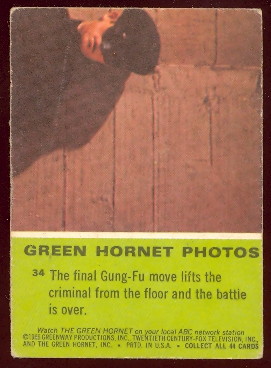 GREEN HORNET PHOTOS
34 The final Gung-Fu move lifts the
criminal from the floor and the battle
is over.
Watch THE GREEN HORNET on your local ABC network station
©1966 GREENWAY PRODUCTIONS, INC., TWENTIETH CENTURY-FOX TELEVISION, INC.,
AND THE GREEN HORNET, INC. • PRTD. IN U.S.A. • COLLECT ALL 44 CARDS